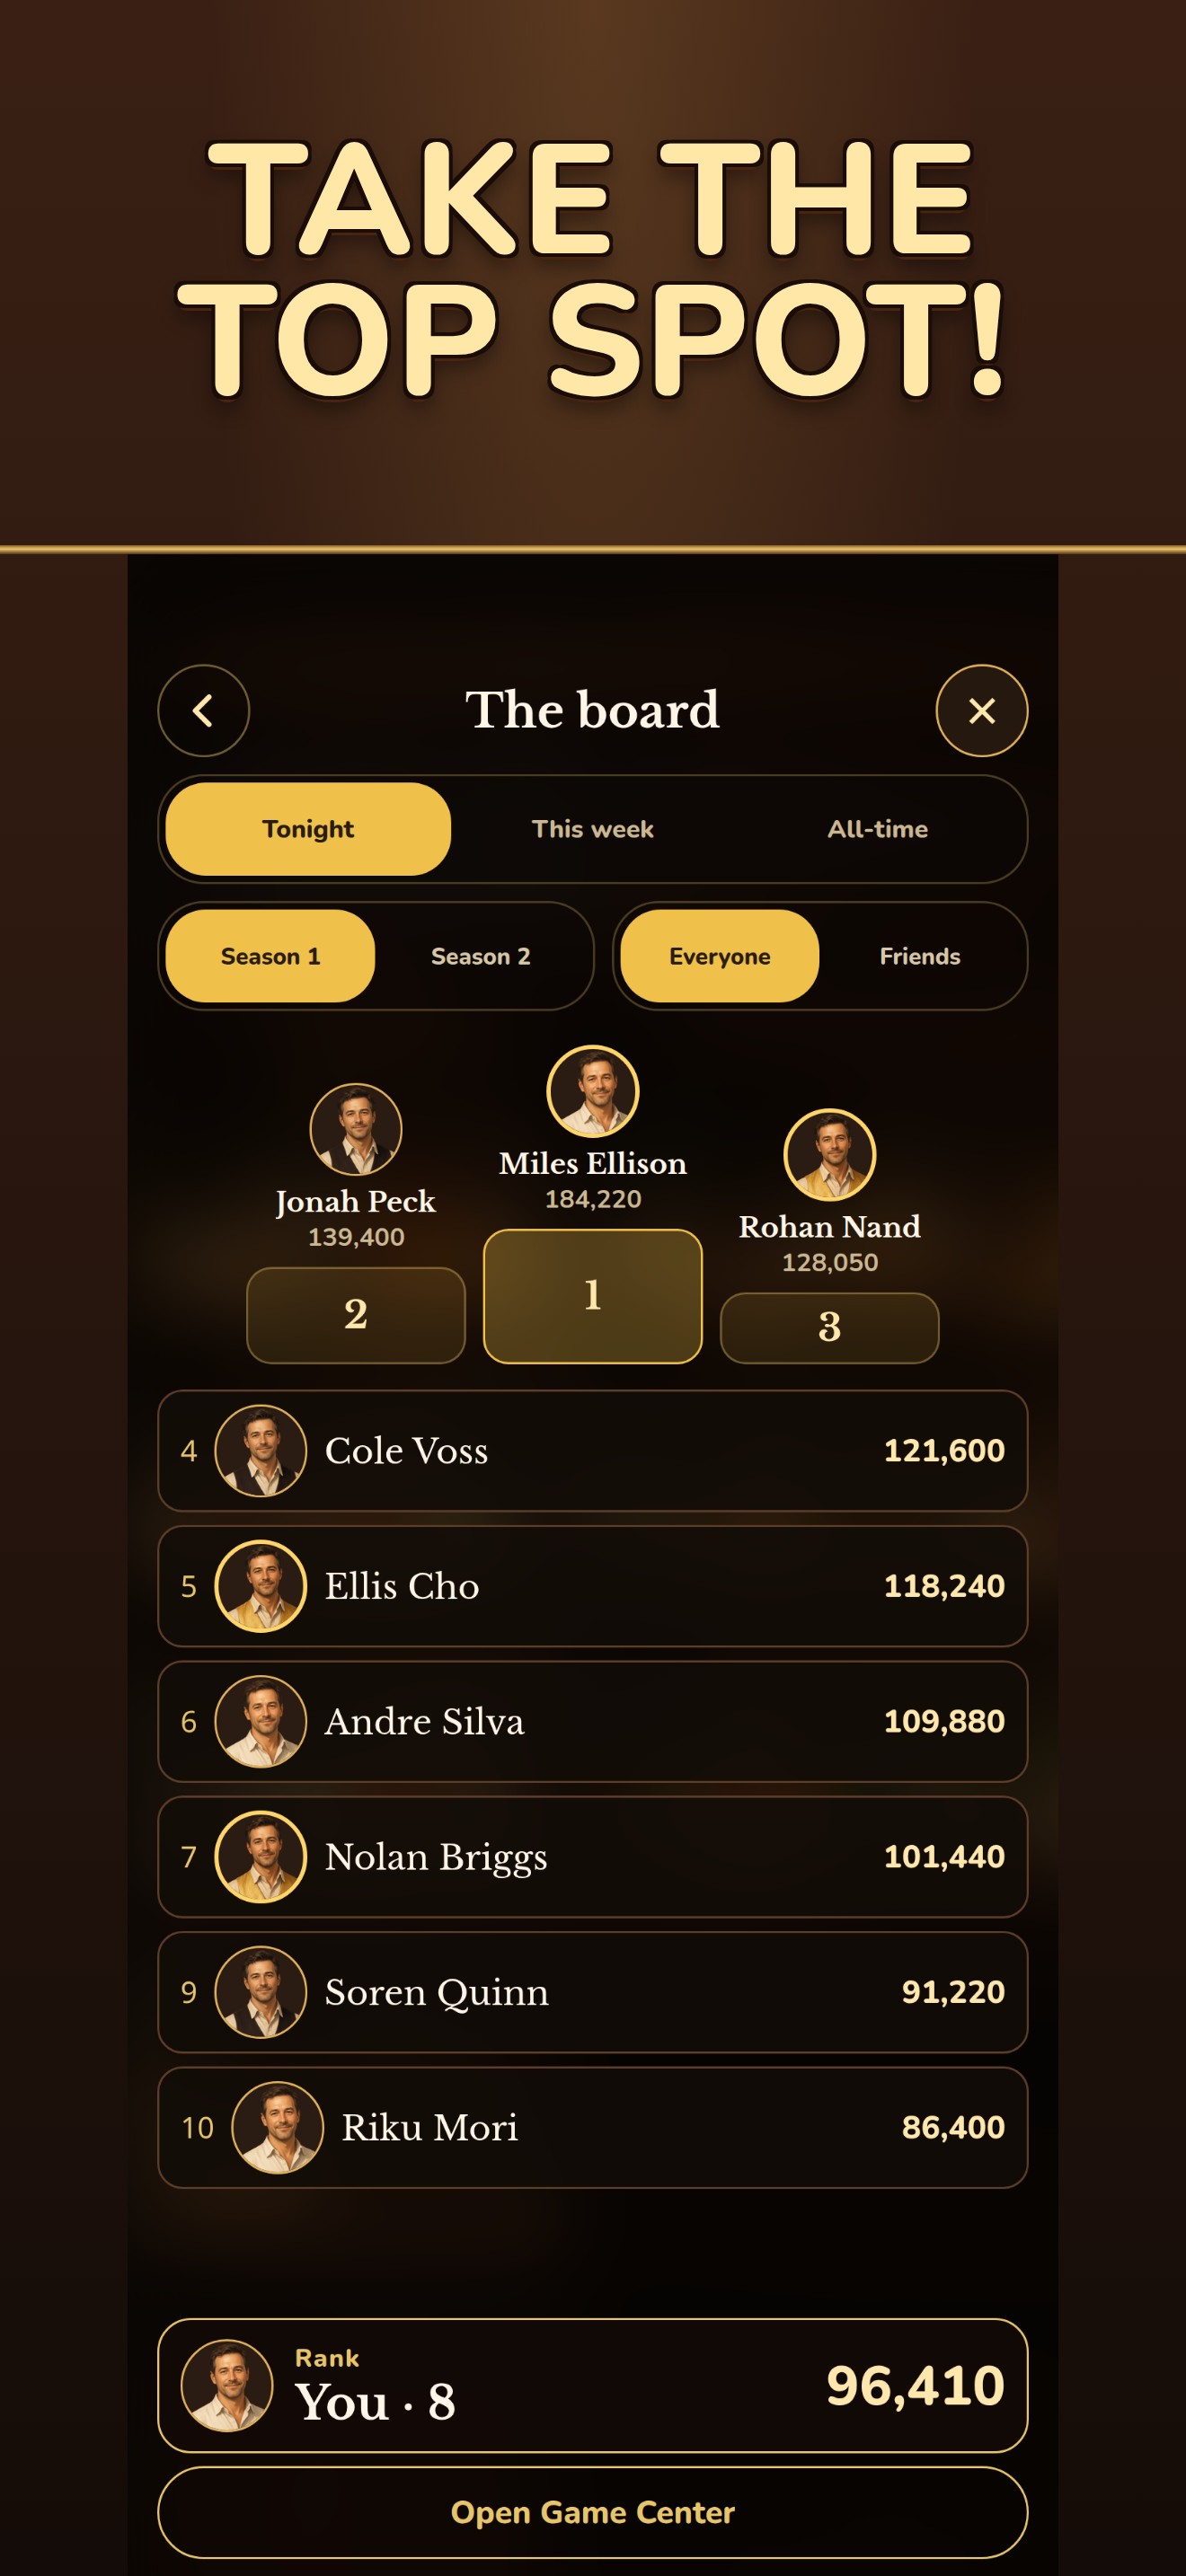 TAKE THE
TOP SPOT!
The board
Tonight
This week
All-time
Season 1
Season 2
Everyone
Friends
Miles Ellison
184,220
1
Jonah Peck
139,400
2
Rohan Nand
128,050
3
4 Cole Voss 121,600
5 Ellis Cho 118,240
6 Andre Silva 109,880
7 Nolan Briggs 101,440
9 Soren Quinn 91,220
10 Riku Mori 86,400
Rank
You · 8 96,410
Open Game Center